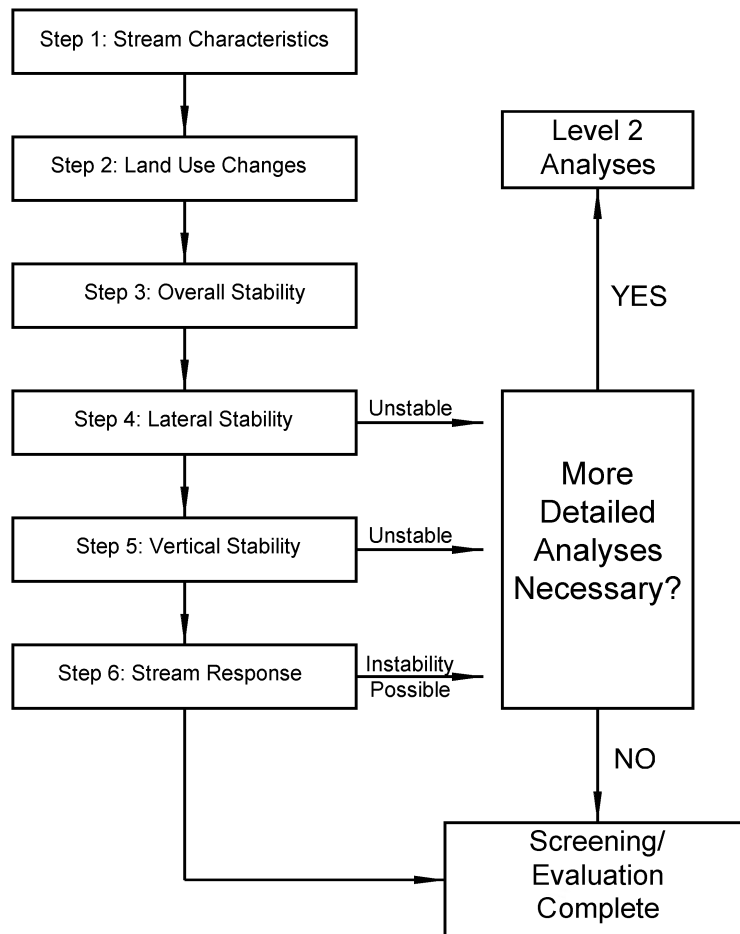 Step 1: Stream Characteristics
Step 2: Land Use Changes
Step 3: Overall Stability
Step 4: Lateral Stability
Unstable
Step 5: Vertical Stability
Unstable
Step 6: Stream Response
Instability
Possible
Level 2
Analyses
YES
More
Detailed
Analyses
Necessary?
NO
Screening/
Evaluation
Complete